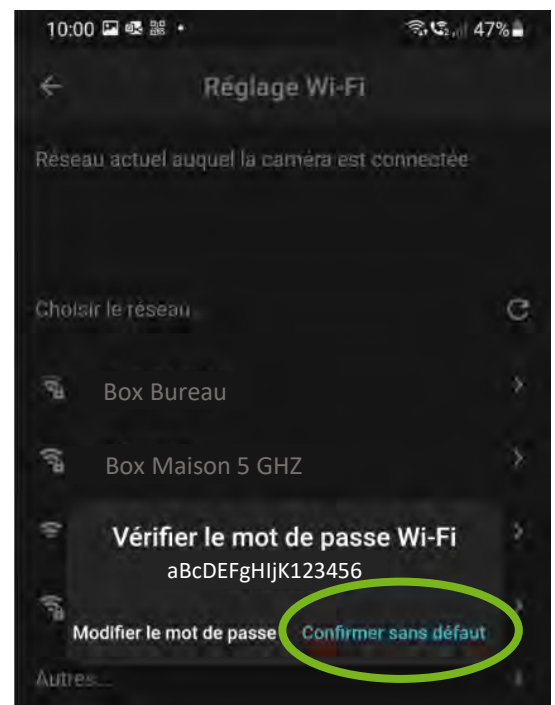 10:00 47%
Réglage Wi-Fi
Réseau actuel auquel la caméra est connectée
Choisir le réseau...
Box Bureau
Box Maison 5 GHZ
Vérifier le mot de passe Wi-Fi
aBcDEFgHIjK123456
Modifier le mot de passe Confirmer sans défaut
Autres...